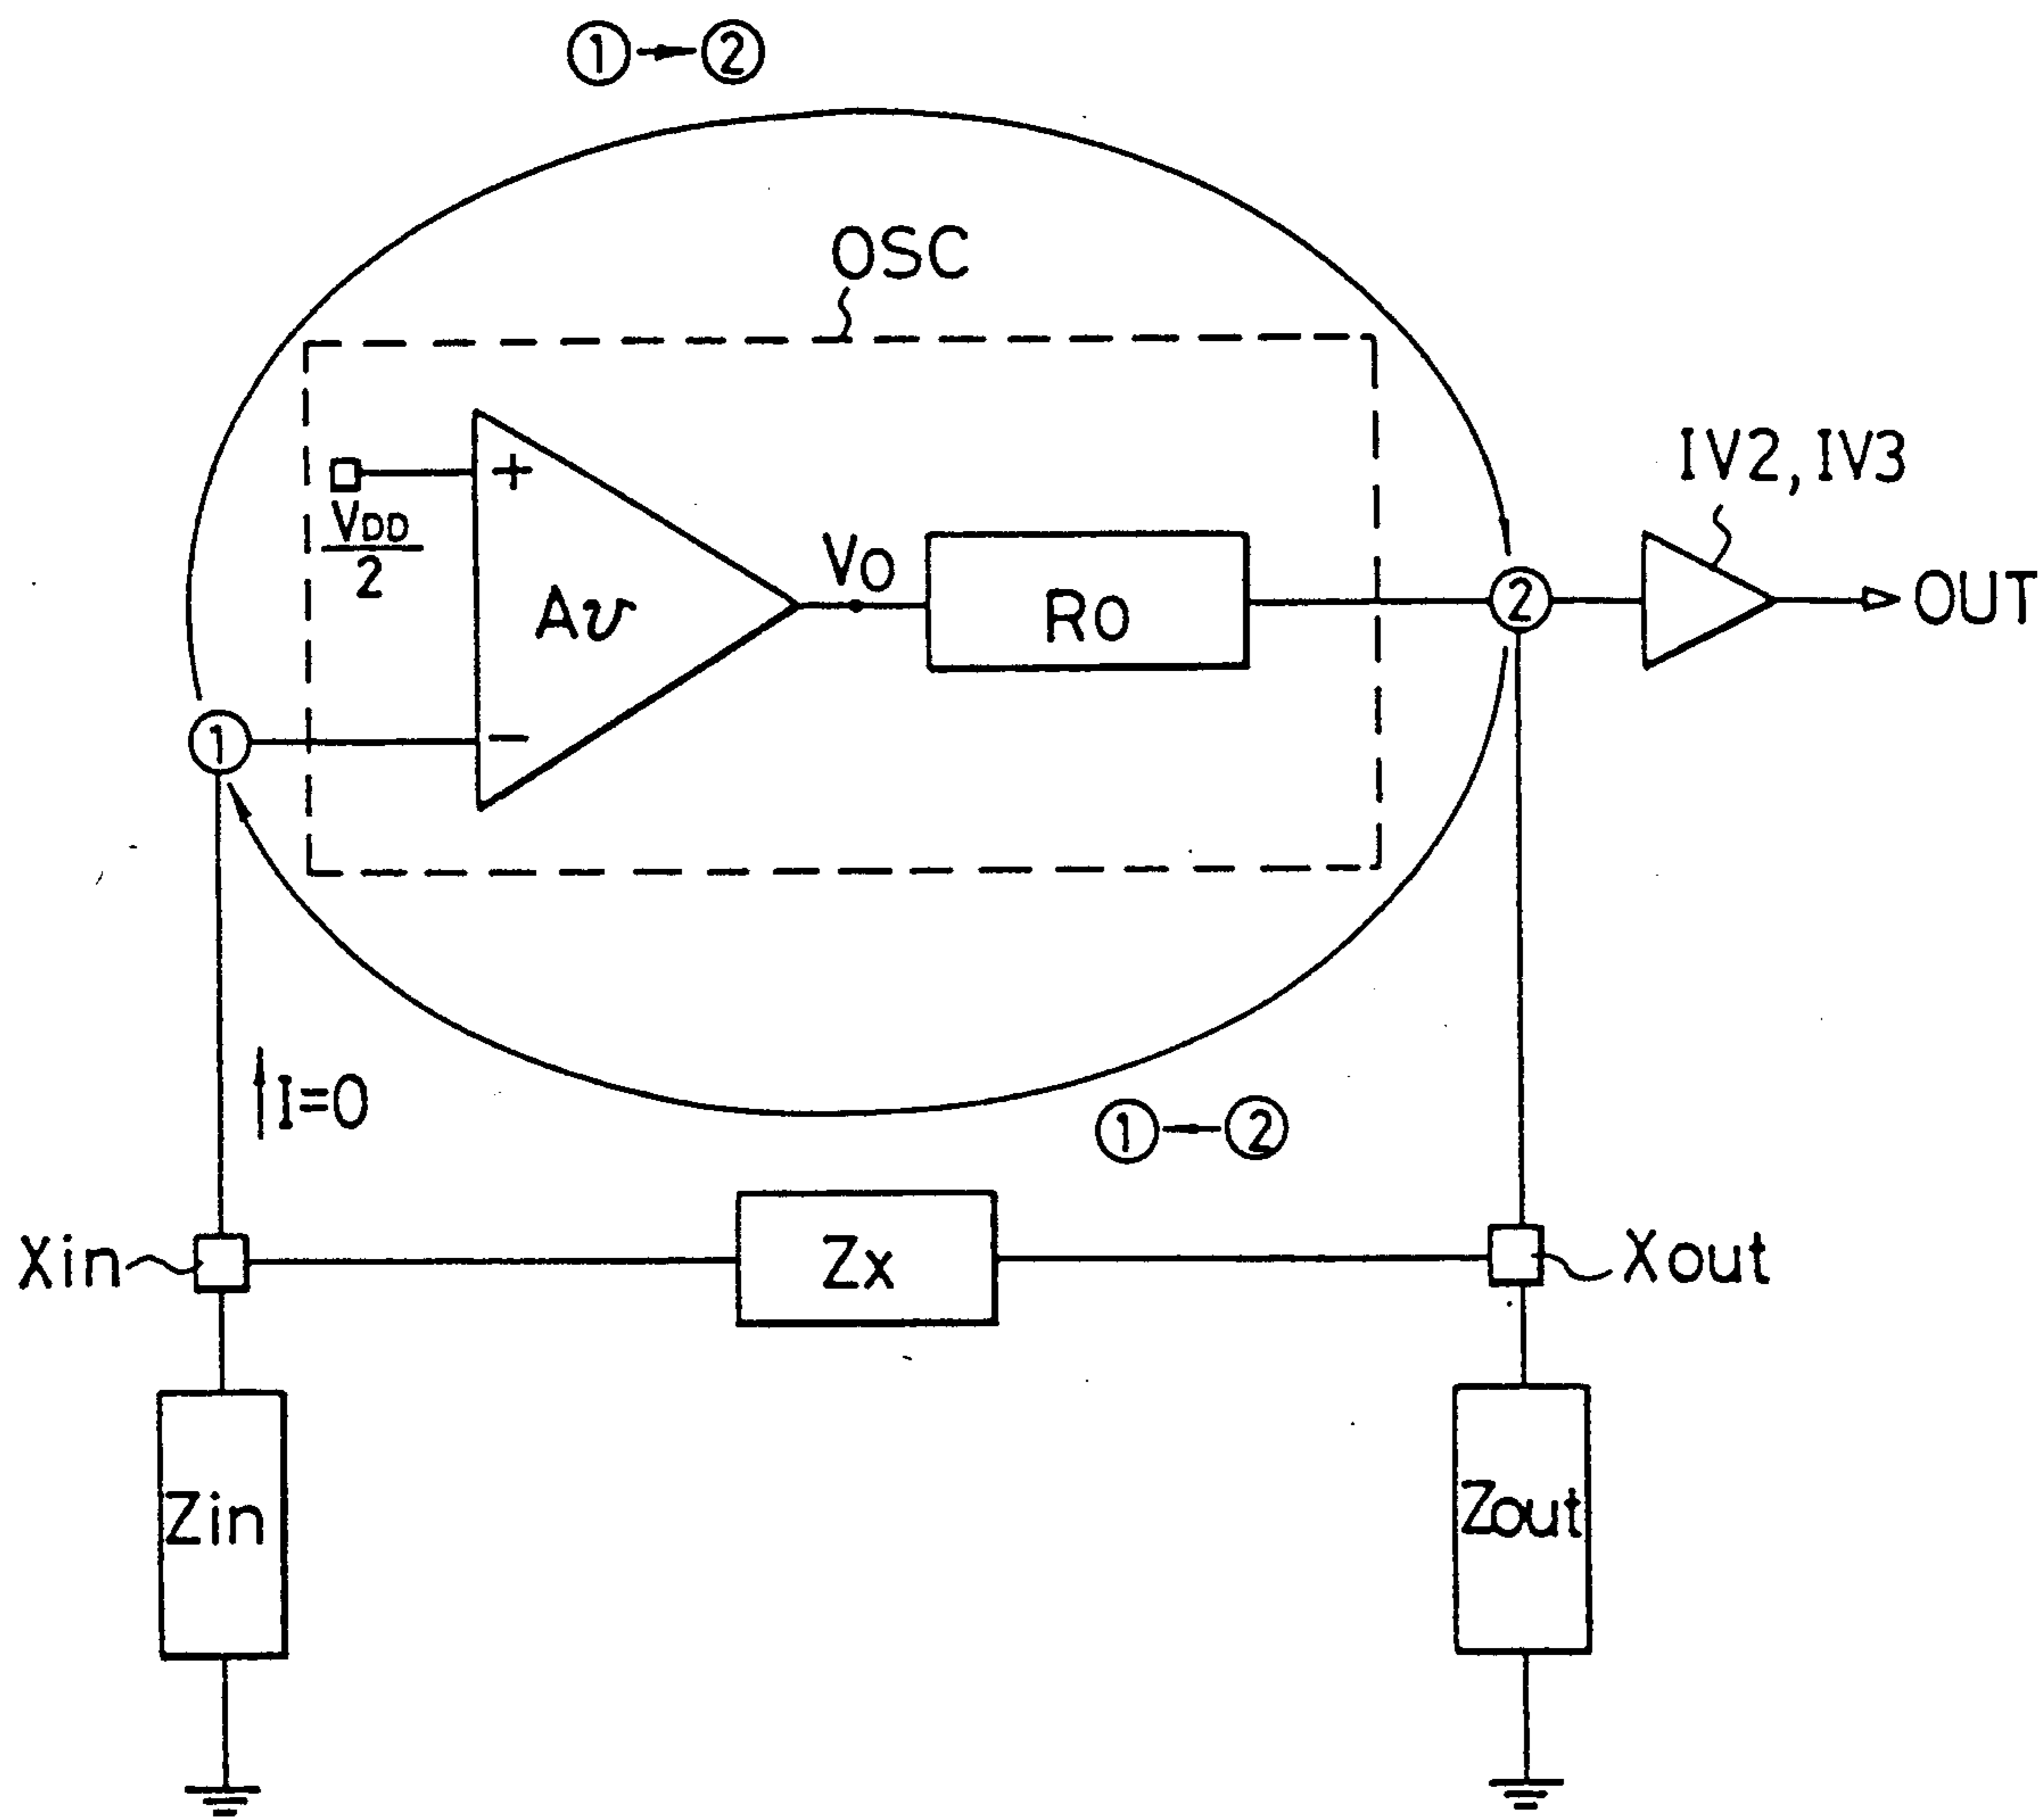 ① → ②
OSC
IV2, IV3
+
VDD
2
Av
Vo
Ro
②
OUT
①
−
I=0
① → ②
Xin
Zx
Xout
Zin
Zout